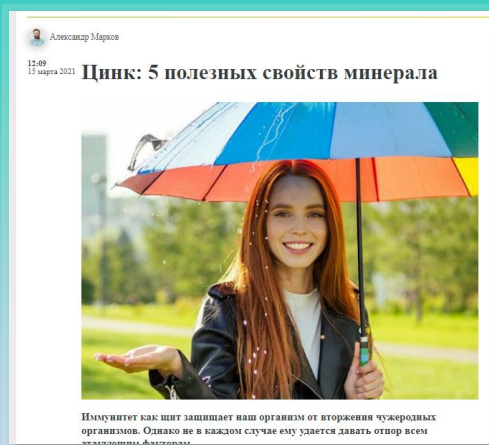 Александр Марков
12:09
15 марта 2021
Цинк: 5 полезных свойств минерала
Иммунитет как щит защищает наш организм от вторжения чужеродных
организмов. Однако не в каждом случае ему удается давать отпор всем